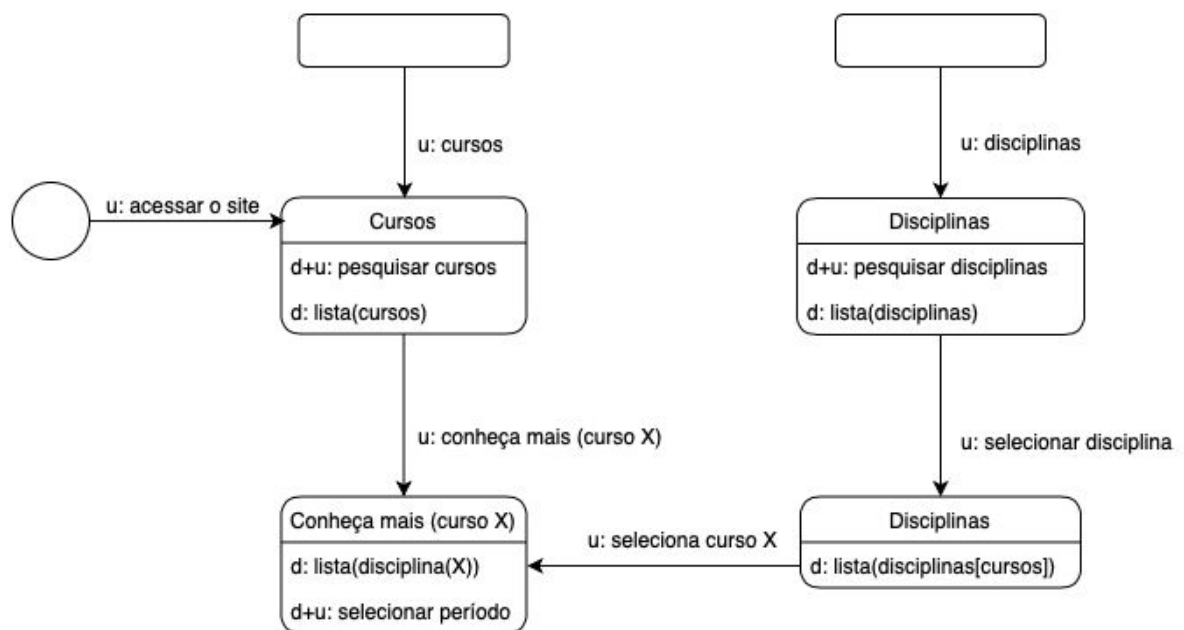 u: cursos
u: disciplinas
u: acessar o site
Cursos
d+u: pesquisar cursos
d: lista(cursos)
Disciplinas
d+u: pesquisar disciplinas
d: lista(disciplinas)
u: conheça mais (curso X)
u: selecionar disciplina
Conheça mais (curso X)
d: lista(disciplina(X))
d+u: selecionar período
u: seleciona curso X
Disciplinas
d: lista(disciplinas[cursos])